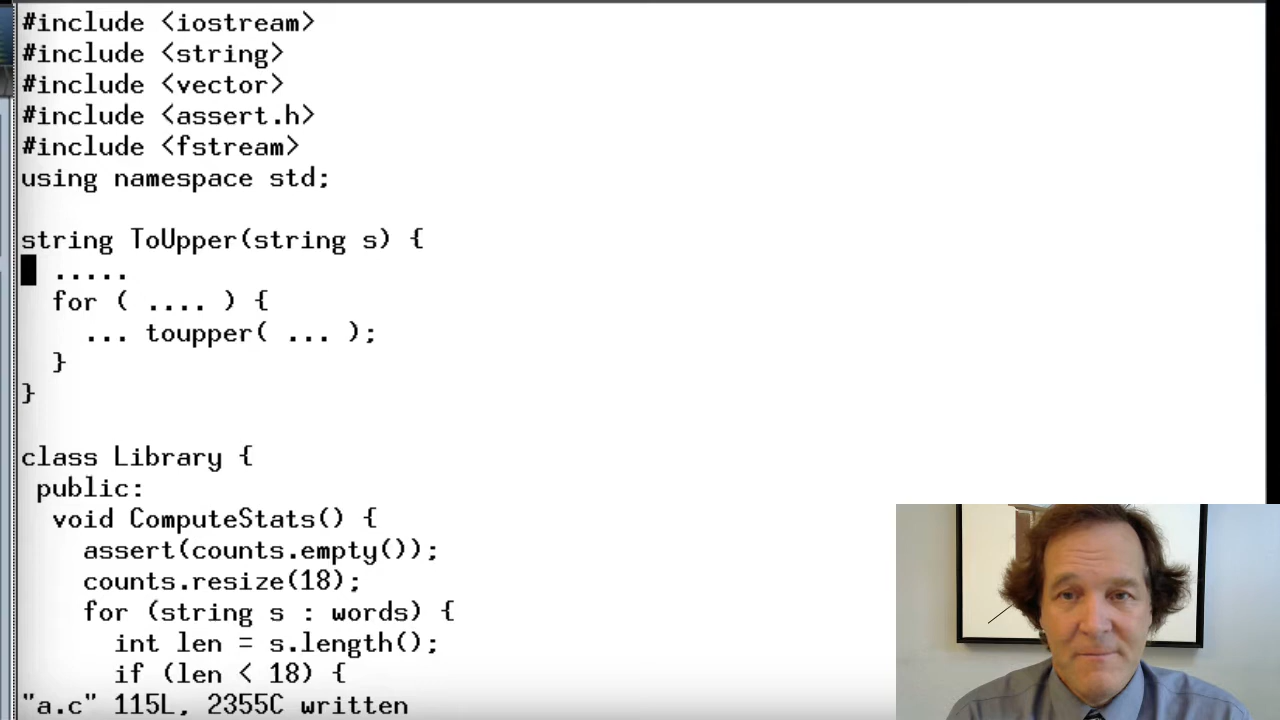 #include <iostream>
#include <string>
#include <vector>
#include <assert.h>
#include <fstream>
using namespace std;
string ToUpper(string s) {
.....
for ( .... ) {
... toupper( ... );
}
}
class Library {
public:
void ComputeStats() {
assert(counts.empty());
counts.resize(18);
for (string s : words) {
int len = s.length();
if (len < 18) {
"a.c" 115L, 2355C written